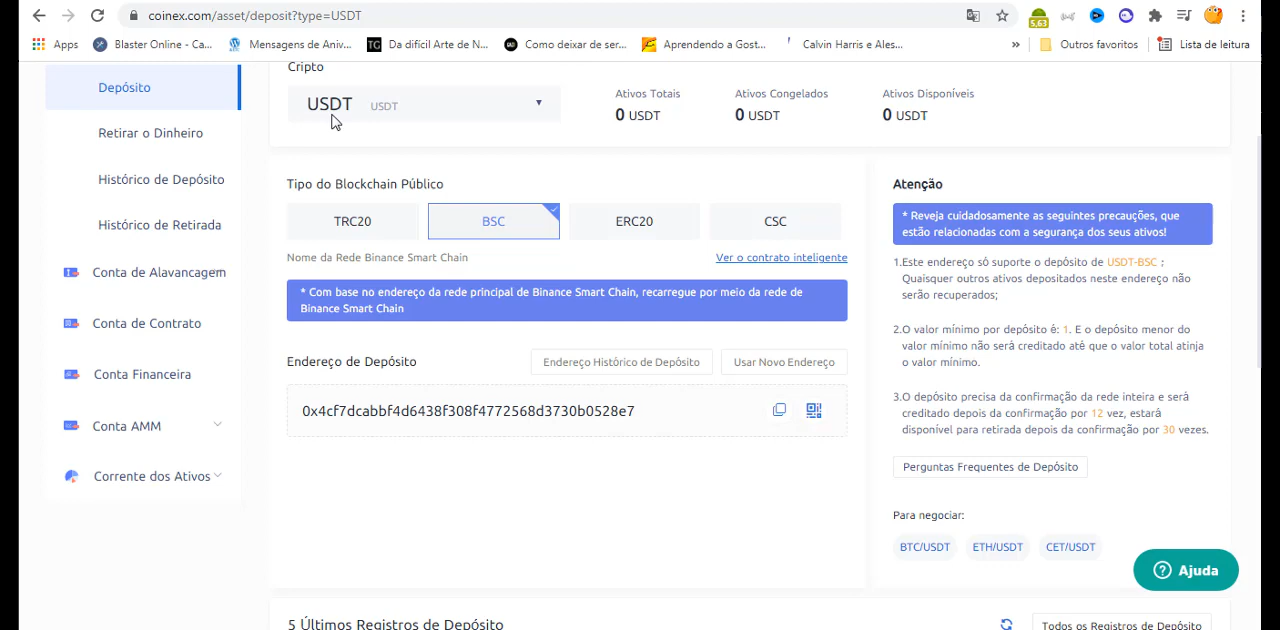 coinex.com/asset/deposit?type=USDT
5,63
Apps
Blaster Online - Ca...
Mensagens de Aniv...
TG
Da difícil Arte de N...
Como deixar de ser...
Aprendendo a Gost...
Calvin Harris e Ales...
»
Outros favoritos
Lista de leitura
Depósito
Retirar o Dinheiro
Histórico de Depósito
Histórico de Retirada
Conta de Alavancagem
Conta de Contrato
Conta Financeira
Conta AMM
Corrente dos Ativos
Cripto
USDT USDT
Ativos Totais
0 USDT
Ativos Congelados
0 USDT
Ativos Disponíveis
0 USDT
Tipo do Blockchain Público
TRC20
BSC
ERC20
CSC
Nome da Rede Binance Smart Chain
Ver o contrato inteligente
* Com base no endereço da rede principal de Binance Smart Chain, recarregue por meio da rede de
Binance Smart Chain
Endereço de Depósito
Endereço Histórico de Depósito
Usar Novo Endereço
0x4cf7dcabbf4d6438f308f4772568d3730b0528e7
Atenção
* Reveja cuidadosamente as seguintes precauções, que
estão relacionadas com a segurança dos seus ativos!
1.Este endereço só suporte o depósito de USDT-BSC ;
Quaisquer outros ativos depositados neste endereço não
serão recuperados;
2.O valor mínimo por depósito é: 1. E o depósito menor do
valor mínimo não será creditado até que o valor total atinja
o valor mínimo.
3.O depósito precisa da confirmação da rede inteira e será
creditado depois da confirmação por 12 vez, estará
disponível para retirada depois da confirmação por 30 vezes.
Perguntas Frequentes de Depósito
Para negociar:
BTC/USDT
ETH/USDT
CET/USDT
Ajuda
5 Últimos Registros de Depósito
Todos os Registros de Depósito